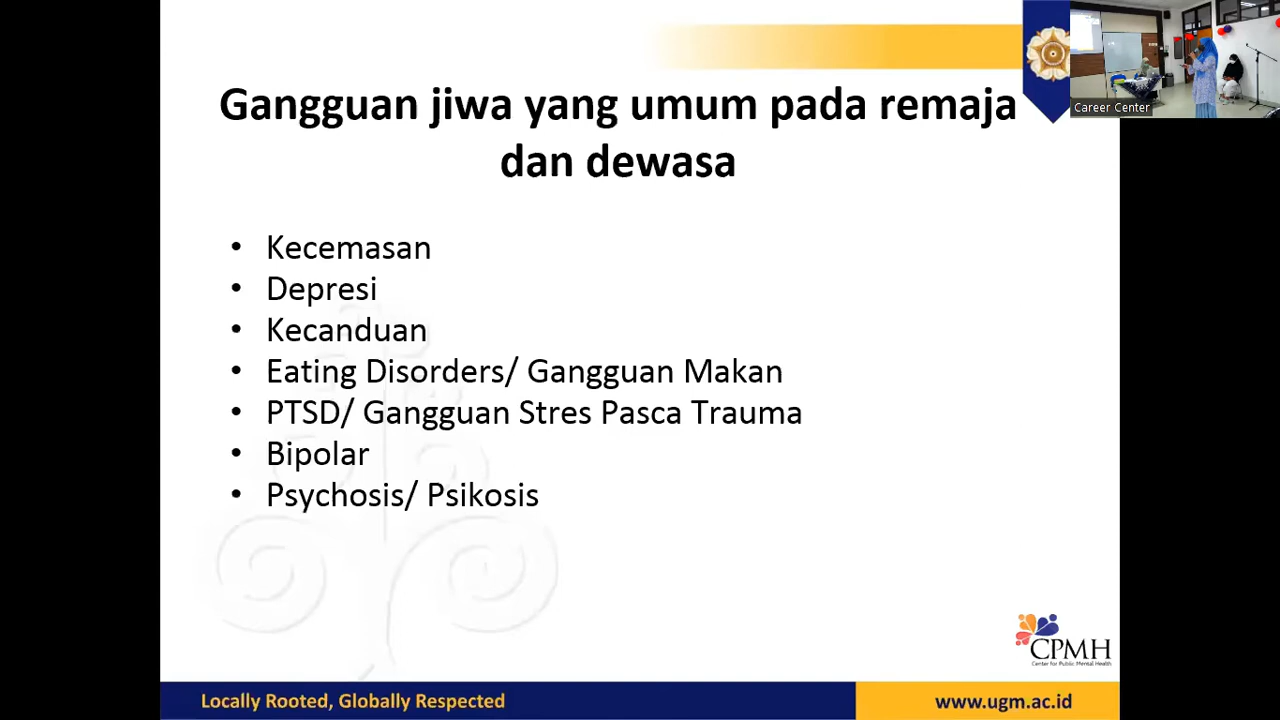 Gangguan jiwa yang umum pada remaja
dan dewasa
• Kecemasan
• Depresi
• Kecanduan
• Eating Disorders/ Gangguan Makan
• PTSD/ Gangguan Stres Pasca Trauma
• Bipolar
• Psychosis/ Psikosis
Career Center
CPMH
Center for Public Mental Health
Locally Rooted, Globally Respected
www.ugm.ac.id